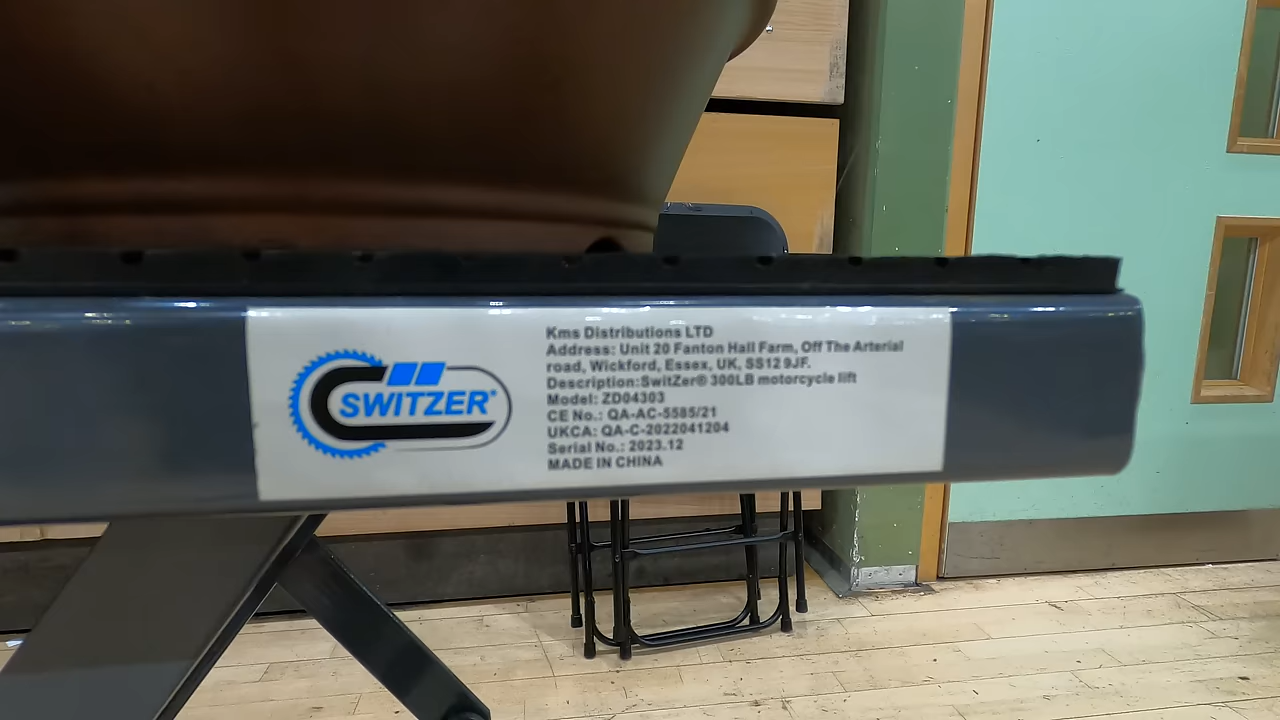 SWITZER®
Kms Distributions LTD
Address: Unit 20 Fanton Hall Farm, Off The Arterial
road, Wickford, Essex, UK, SS12 9JF.
Description:SwitZer® 300LB motorcycle lift
Model: ZD04303
CE No.: QA-AC-5585/21
UKCA: QA-C-2022041204
Serial No.: 2023.12
MADE IN CHINA